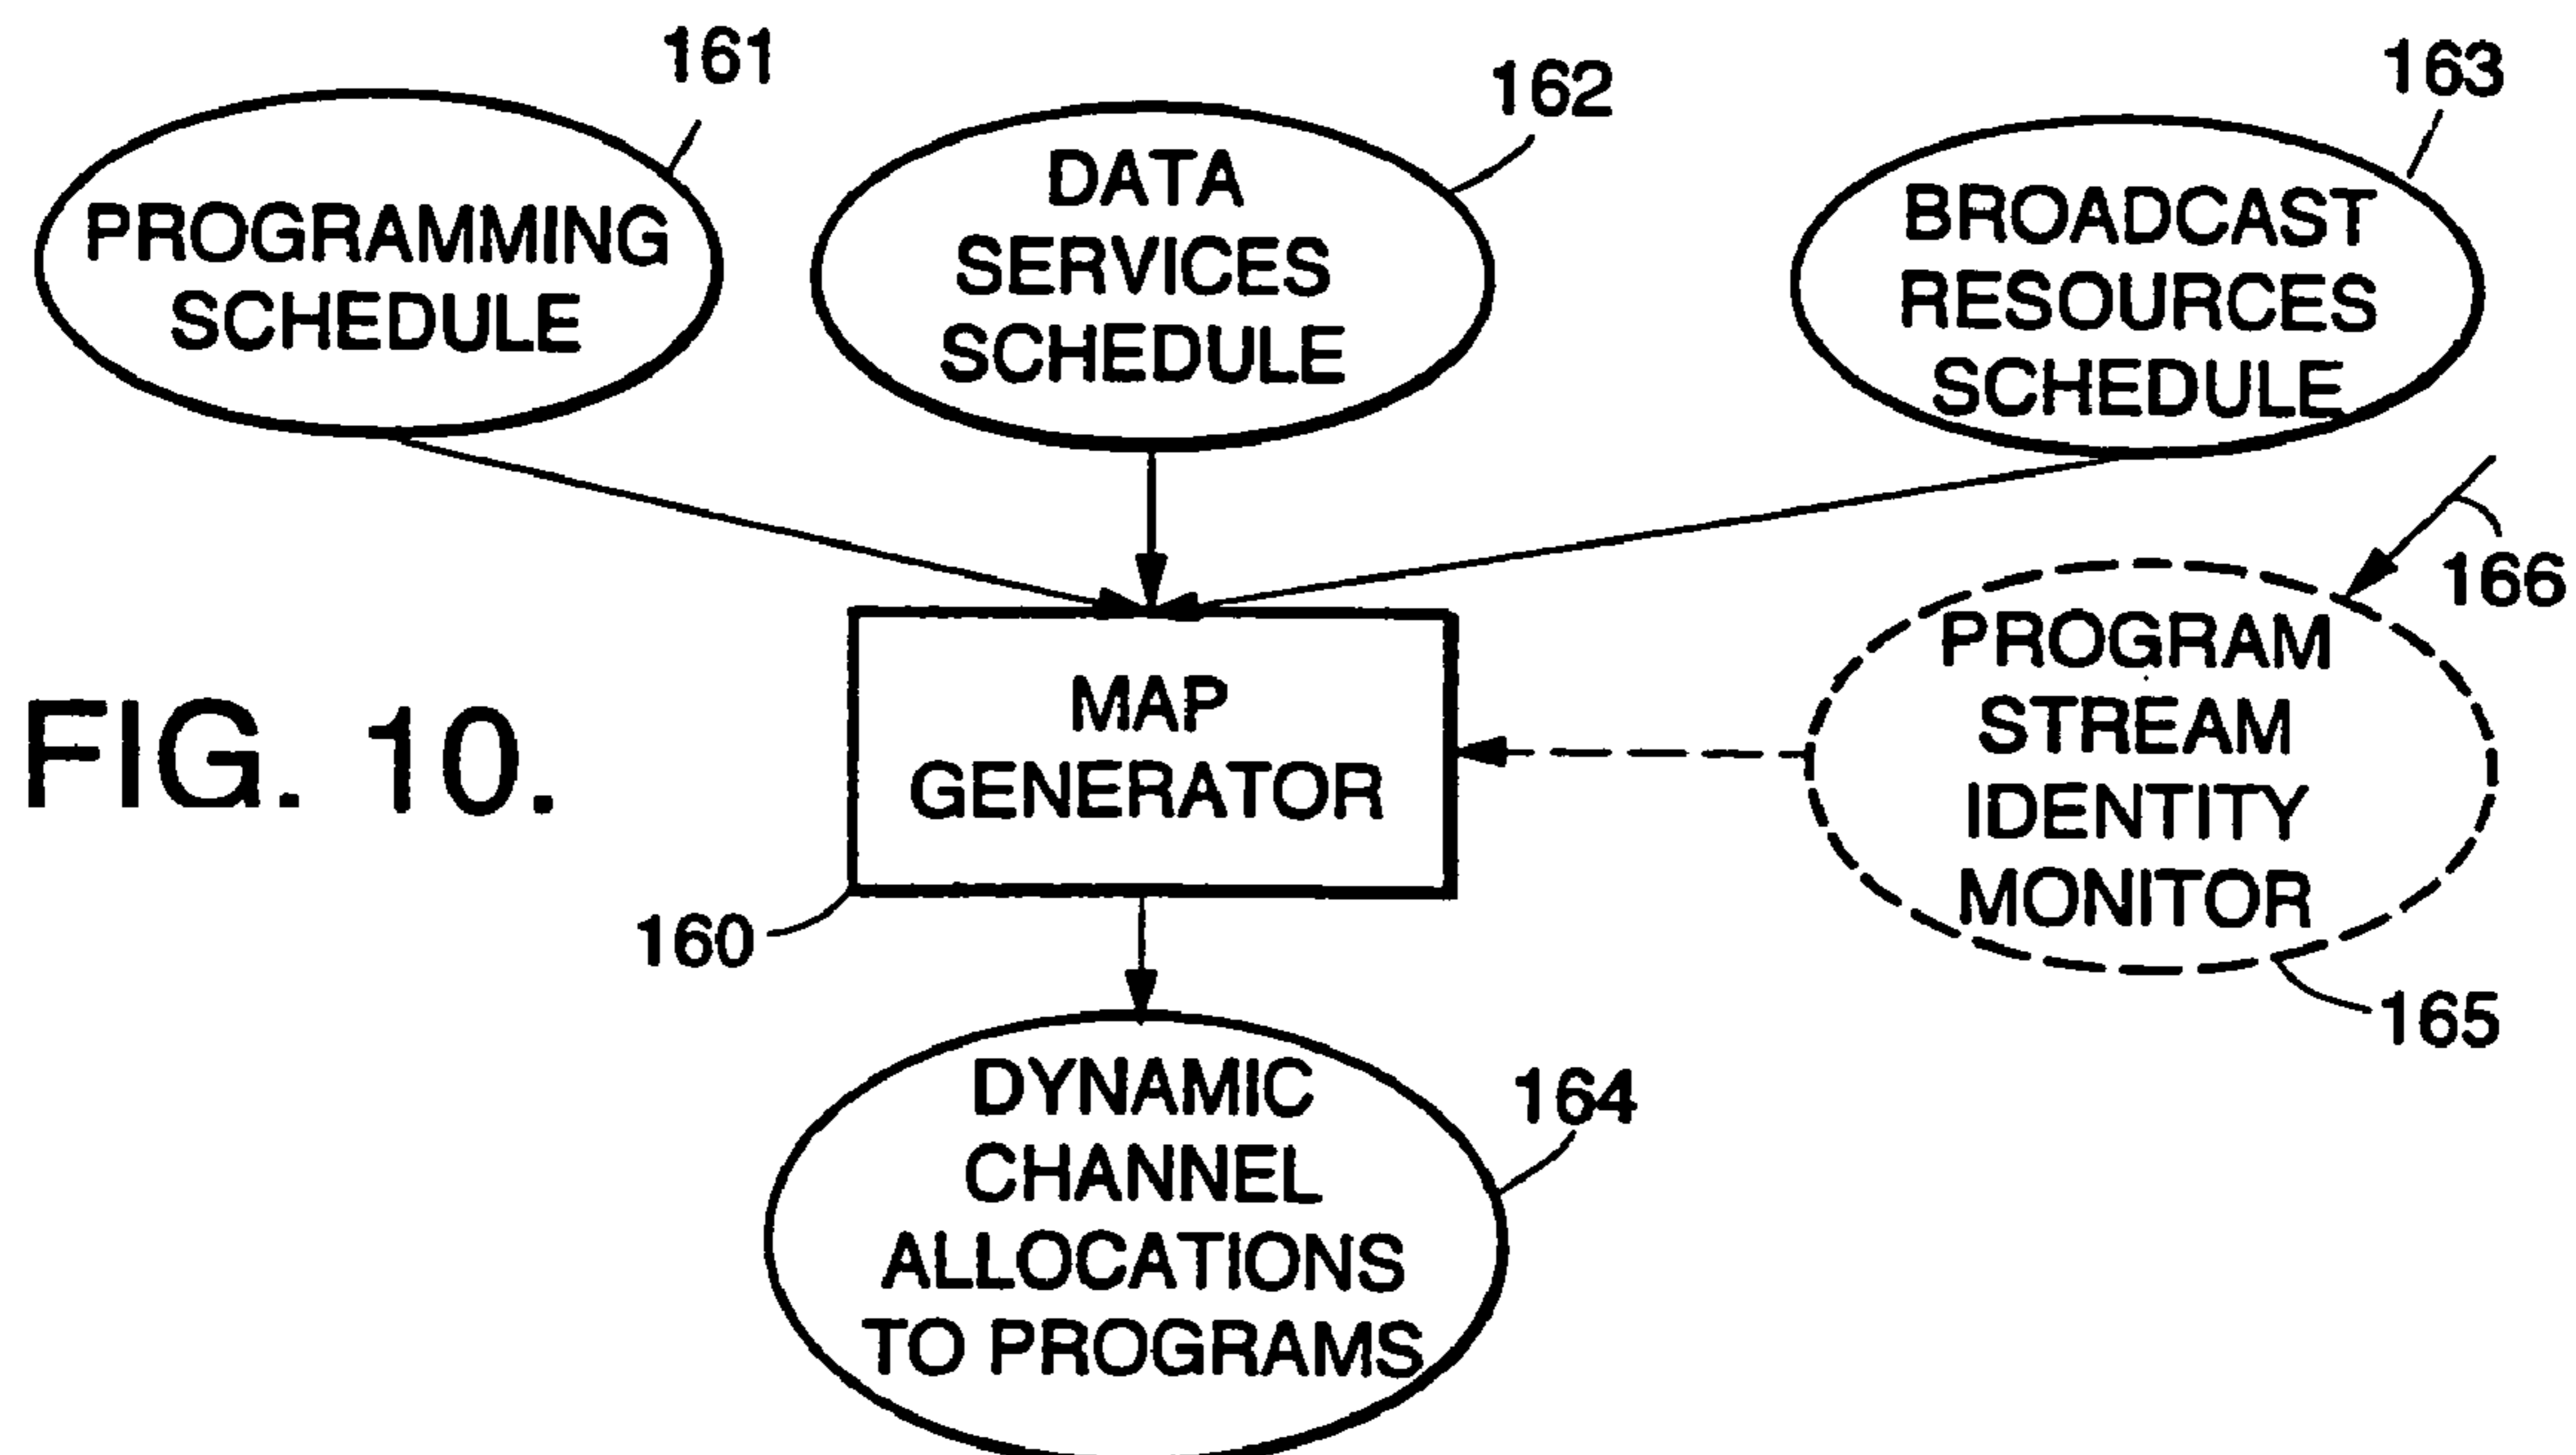 161
PROGRAMMING
SCHEDULE
162
DATA
SERVICES
SCHEDULE
163
BROADCAST
RESOURCES
SCHEDULE
166
FIG. 10.
MAP
GENERATOR
160
PROGRAM
STREAM
IDENTITY
MONITOR
165
DYNAMIC
CHANNEL
ALLOCATIONS
TO PROGRAMS
164